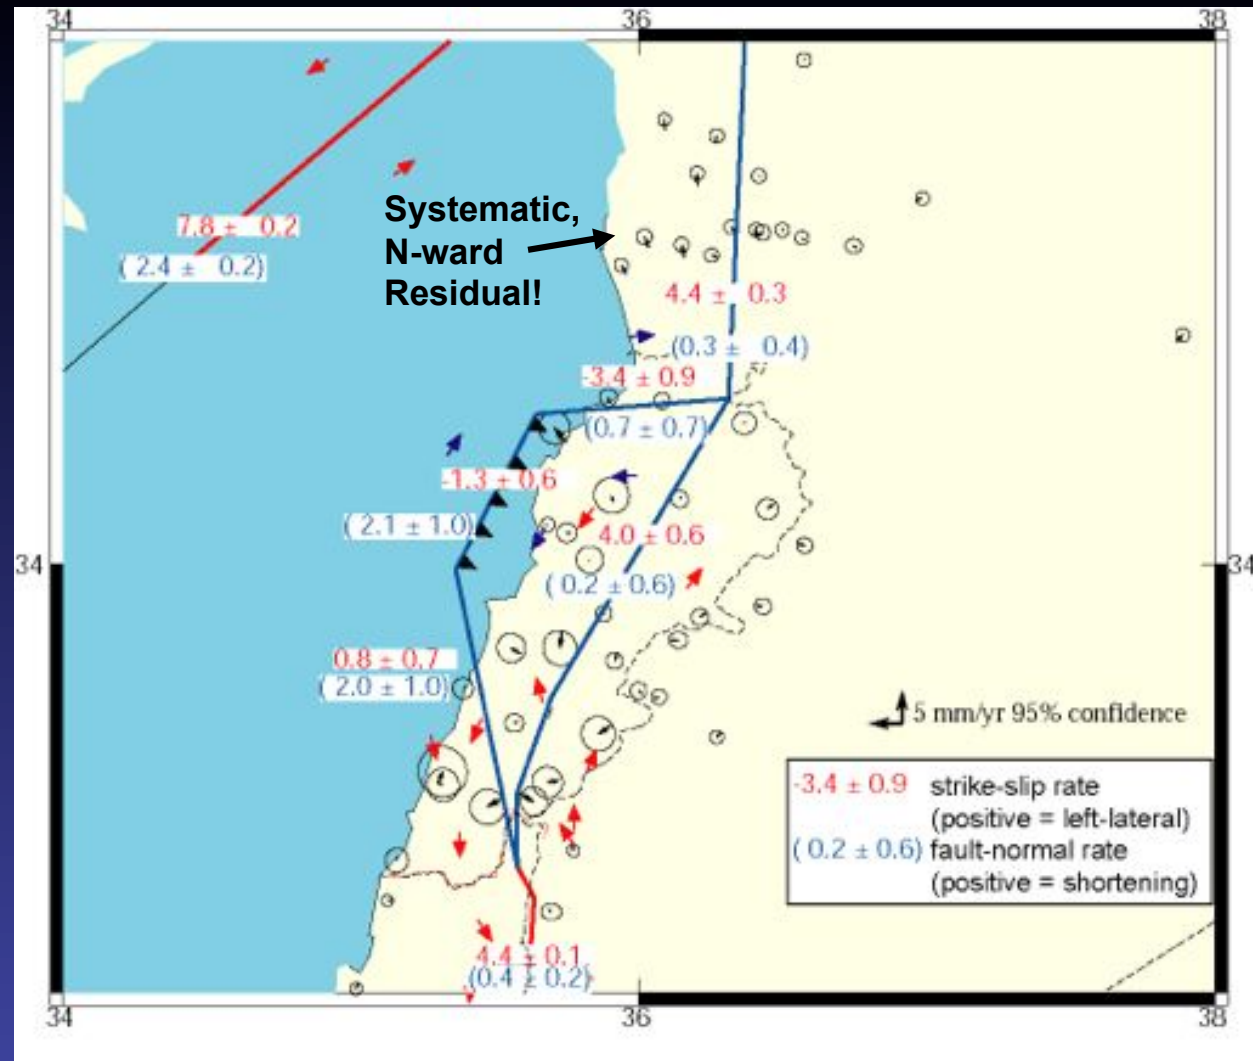 34
36
38
Systematic,
N-ward
Residual!
7.8 ± 0.2
( 2.4 ± 0.2)
4.4 ± 0.3
(0.3 ± 0.4)
-3.4 ± 0.9
(0.7 ± 0.7)
-1.3 ± 0.6
( 2.1 ± 1.0)
4.0 ± 0.6
( 0.2 ± 0.6)
34
34
0.8 ± 0.7
( 2.0 ± 1.0)
5 mm/yr 95% confidence
-3.4 ± 0.9 strike-slip rate
(positive = left-lateral)
( 0.2 ± 0.6) fault-normal rate
(positive = shortening)
4.4 ± 0.1
(0.4 ± 0.2)
34
36
38